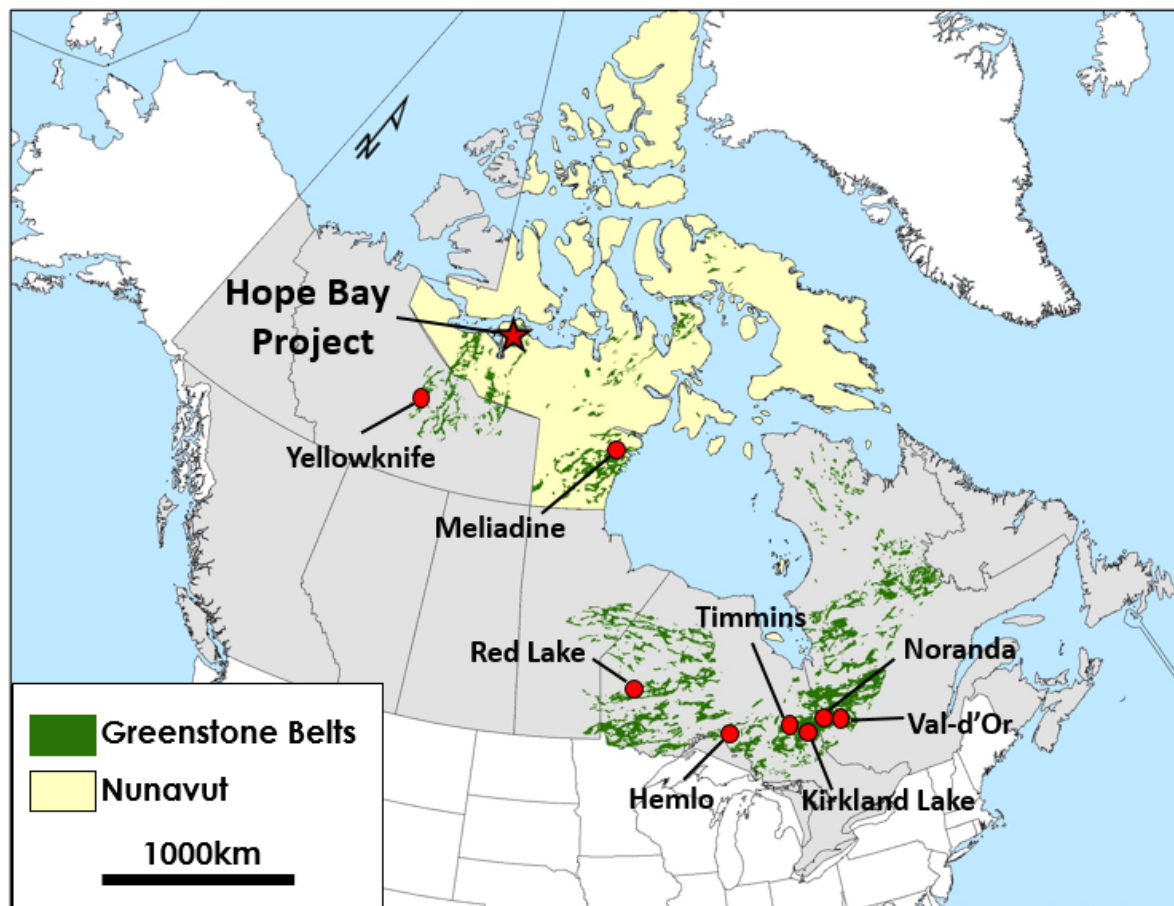 N
Hope Bay
Project
Yellowknife
Meliadine
Timmins
Red Lake
Noranda
Val-d'Or
Hemlo
Kirkland Lake
Greenstone Belts
Nunavut
1000km